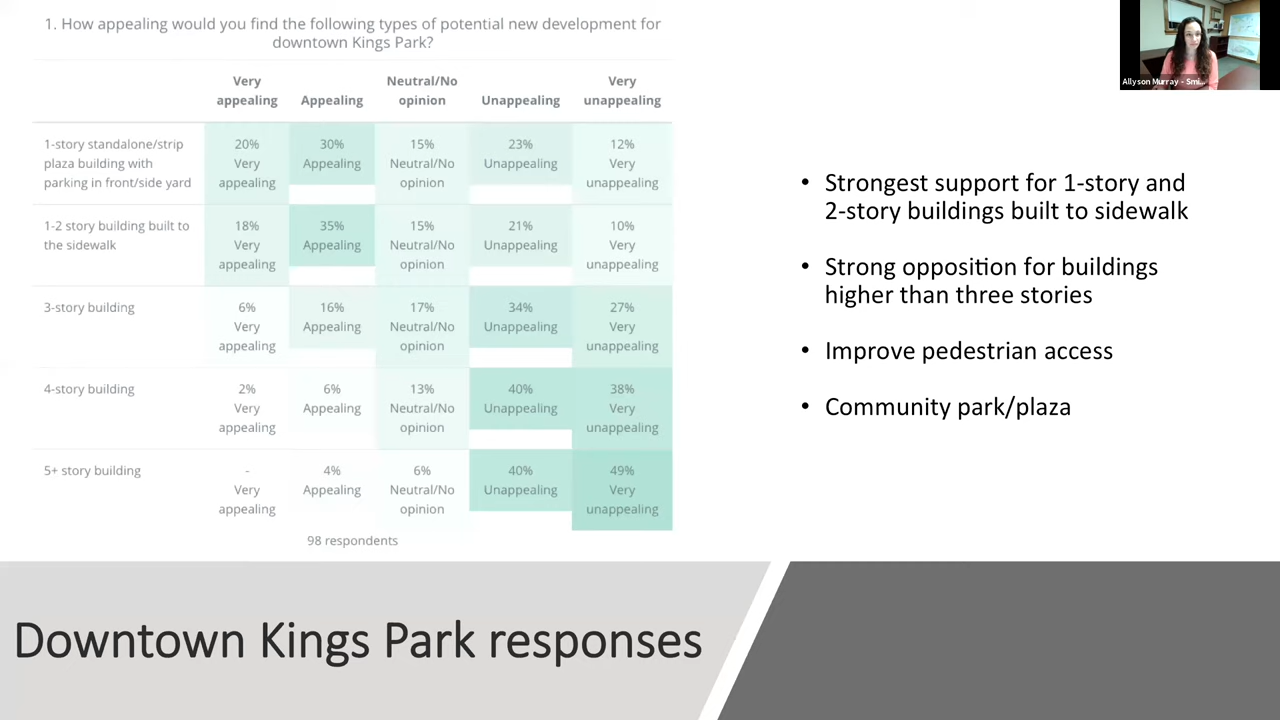 1. How appealing would you find the following types of potential new development for
downtown Kings Park?
Very appealing Appealing Neutral/No opinion Unappealing Very unappealing
1-story standalone/strip plaza building with parking in front/side yard
20% Very appealing
30% Appealing
15% Neutral/No opinion
23% Unappealing
12% Very unappealing
1-2 story building built to the sidewalk
18% Very appealing
35% Appealing
15% Neutral/No opinion
21% Unappealing
10% Very unappealing
3-story building
6% Very appealing
16% Appealing
17% Neutral/No opinion
34% Unappealing
27% Very unappealing
4-story building
2% Very appealing
6% Appealing
13% Neutral/No opinion
40% Unappealing
38% Very unappealing
5+ story building
- Very appealing
4% Appealing
6% Neutral/No opinion
40% Unappealing
49% Very unappealing
98 respondents
Allyson Murray - Smi...
• Strongest support for 1-story and
2-story buildings built to sidewalk
• Strong opposition for buildings
higher than three stories
• Improve pedestrian access
• Community park/plaza
Downtown Kings Park responses